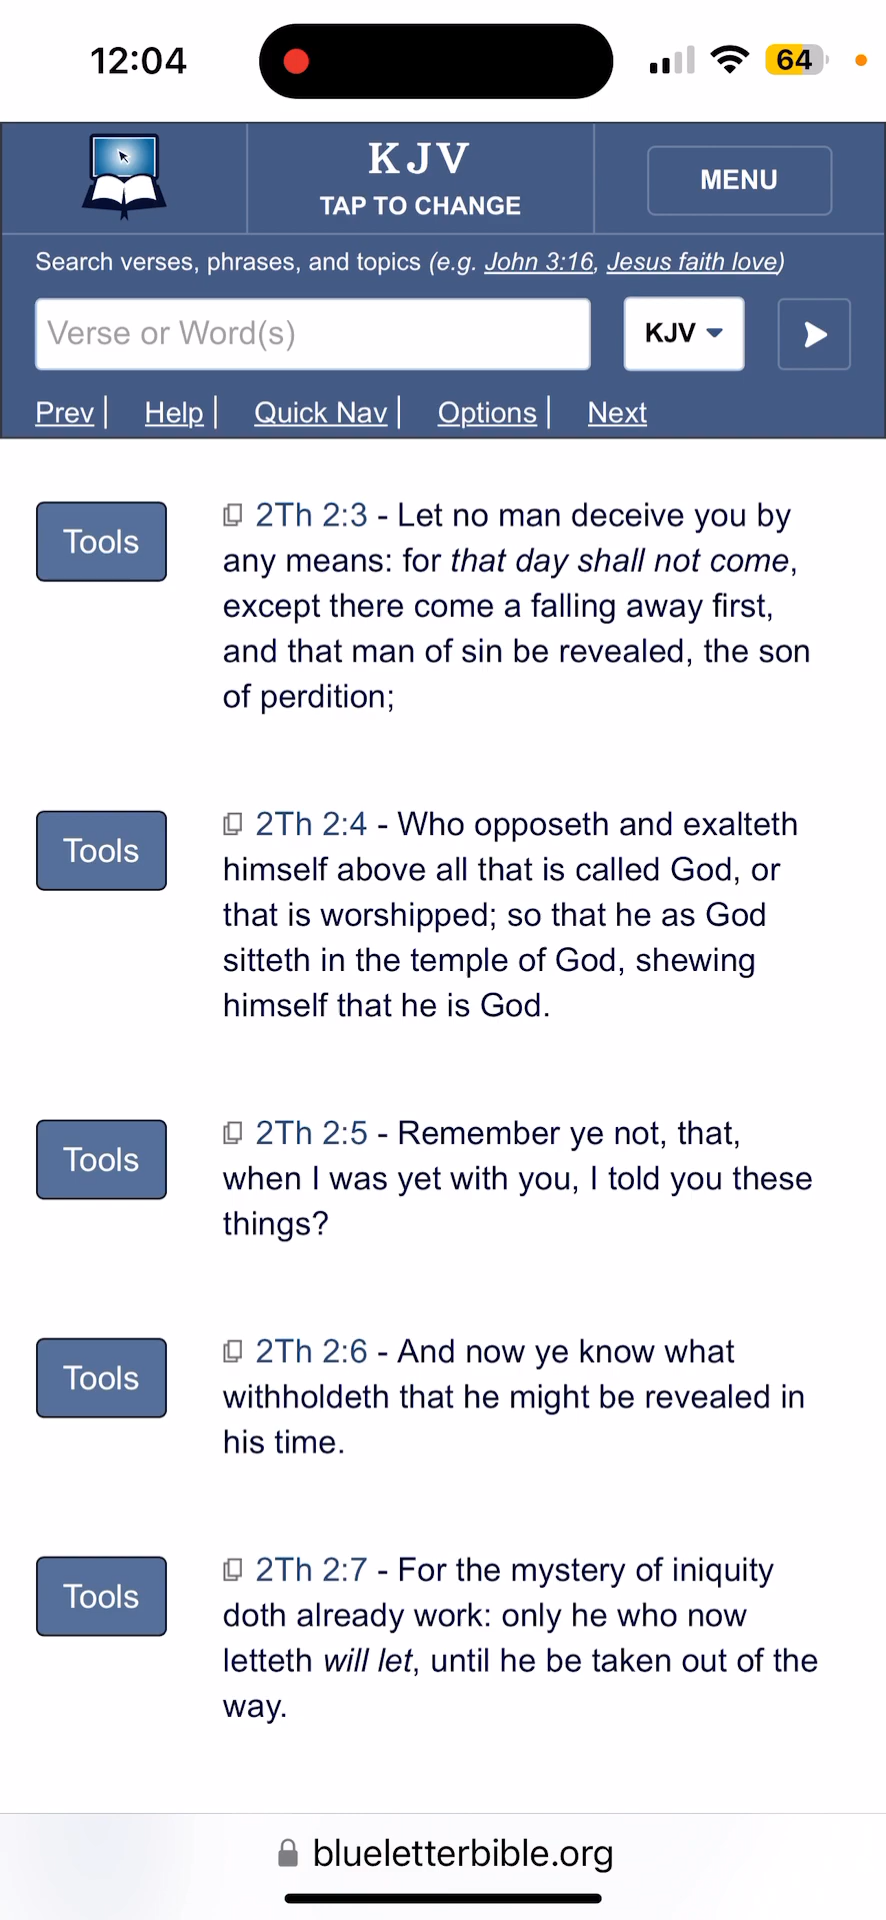 12:04
64
KJV
TAP TO CHANGE
MENU
Search verses, phrases, and topics (e.g. John 3:16, Jesus faith love)
Verse or Word(s)
KJV
Prev | Help | Quick Nav | Options | Next
Tools
2Th 2:3 - Let no man deceive you by
any means: for that day shall not come,
except there come a falling away first,
and that man of sin be revealed, the son
of perdition;
Tools
2Th 2:4 - Who opposeth and exalteth
himself above all that is called God, or
that is worshipped; so that he as God
sitteth in the temple of God, shewing
himself that he is God.
Tools
2Th 2:5 - Remember ye not, that,
when I was yet with you, I told you these
things?
Tools
2Th 2:6 - And now ye know what
withholdeth that he might be revealed in
his time.
Tools
2Th 2:7 - For the mystery of iniquity
doth already work: only he who now
letteth will let, until he be taken out of the
way.
blueletterbible.org